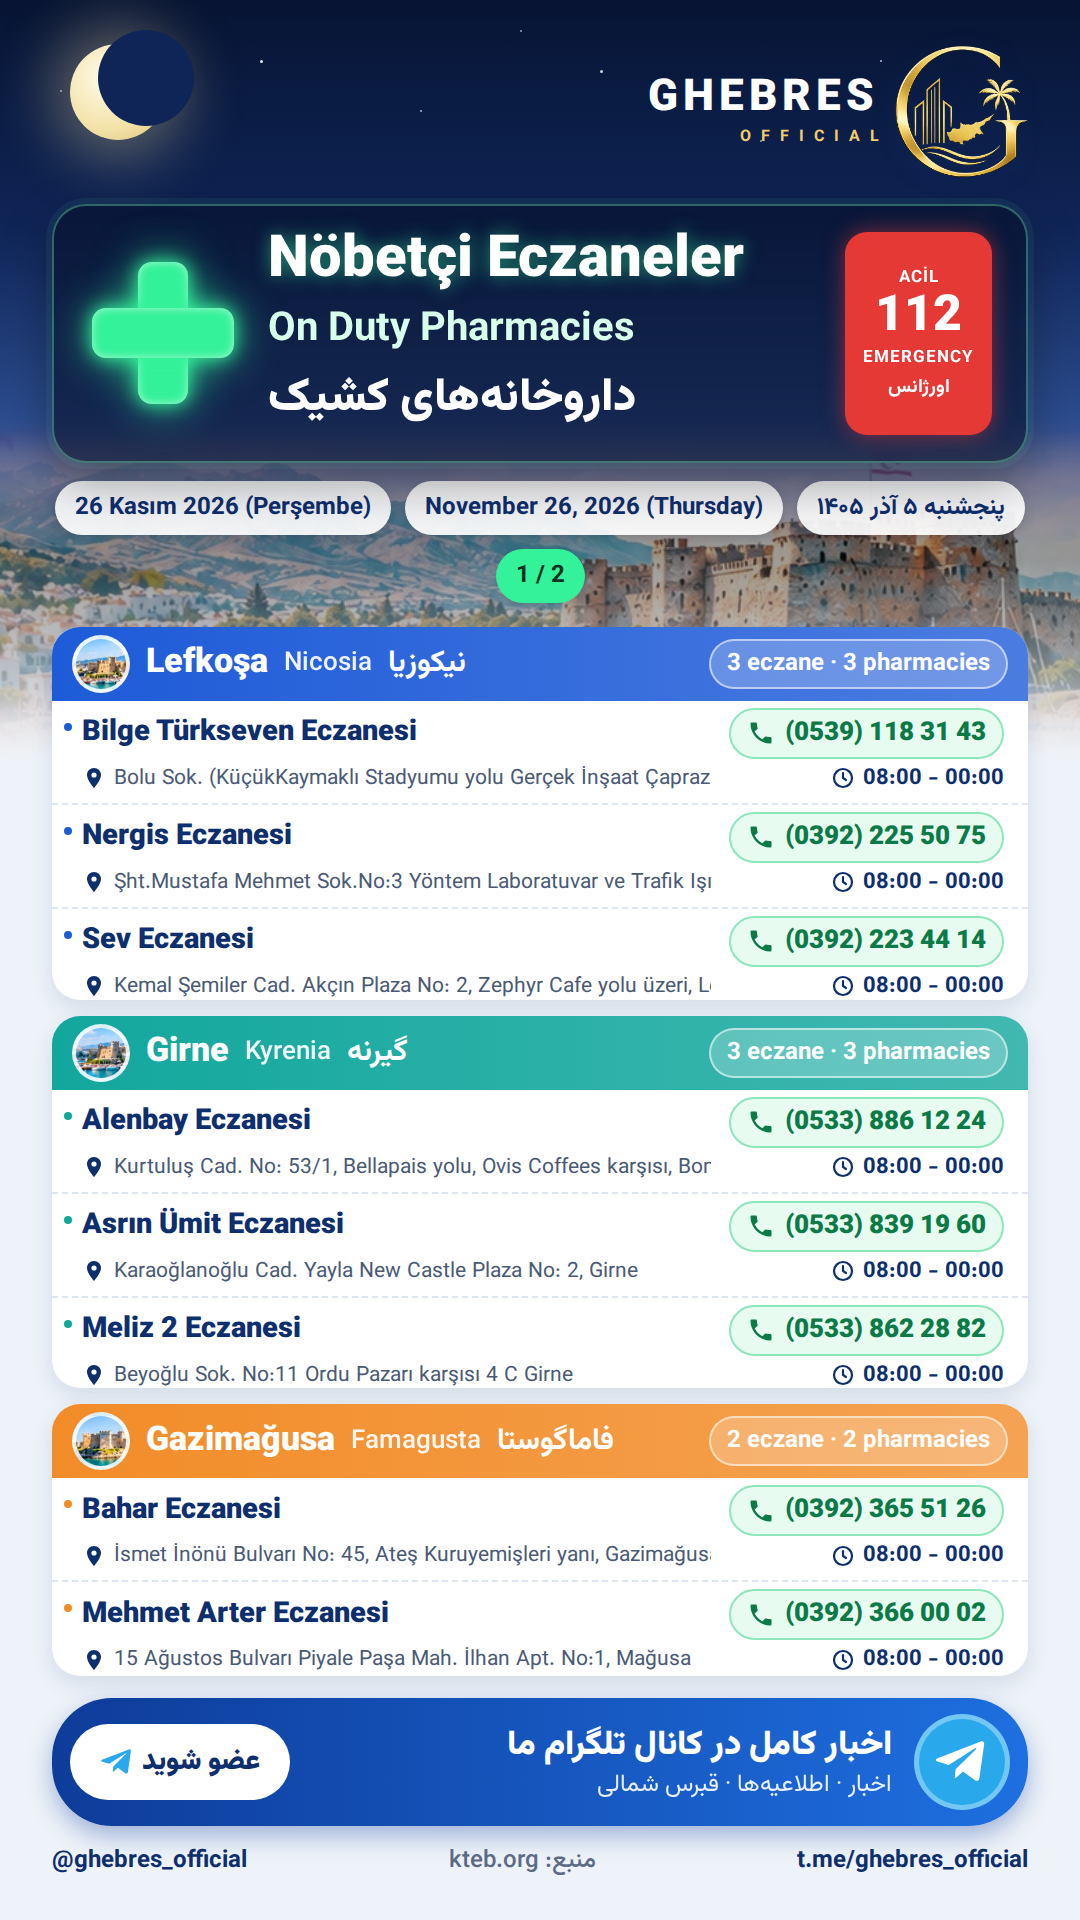 GHEBRES
OFFICIAL
Nöbetçi Eczaneler
On Duty Pharmacies
داروخانه‌های کشیک
ACİL
112
EMERGENCY
اورژانس
26 Kasım 2026 (Perşembe)
November 26, 2026 (Thursday)
پنجشنبه ۵ آذر ۱۴۰۵
1 / 2
Lefkoşa Nicosia نیکوزیا
3 eczane · 3 pharmacies
Bilge Türkseven Eczanesi
(0539) 118 31 43
Bolu Sok. (KüçükKaymaklı Stadyumu yolu Gerçek İnşaat Çapraz
08:00 - 00:00
Nergis Eczanesi
(0392) 225 50 75
Şht.Mustafa Mehmet Sok.No:3 Yöntem Laboratuvar ve Trafik
08:00 - 00:00
Sev Eczanesi
(0392) 223 44 14
Kemal Şemiler Cad. Akçın Plaza No: 2, Zephyr Cafe yolu üzeri,
08:00 - 00:00
Girne Kyrenia گیرنه
3 eczane · 3 pharmacies
Alenbay Eczanesi
(0533) 886 12 24
Kurtuluş Cad. No: 53/1, Bellapais yolu, Ovis Coffees karşısı,
08:00 - 00:00
Asrın Ümit Eczanesi
(0533) 839 19 60
Karaoğlanoğlu Cad. Yayla New Castle Plaza No: 2, Girne
08:00 - 00:00
Meliz 2 Eczanesi
(0533) 862 28 82
Beyoğlu Sok. No:11 Ordu Pazarı karşısı 4 C Girne
08:00 - 00:00
Gazimağusa Famagusta فاماگوستا
2 eczane · 2 pharmacies
Bahar Eczanesi
(0392) 365 51 26
İsmet İnönü Bulvarı No: 45, Ateş Kuruyemişleri yanı, Gazimağusa
08:00 - 00:00
Mehmet Arter Eczanesi
(0392) 366 00 02
15 Ağustos Bulvarı Piyale Paşa Mah. İlhan Apt. No:1, Mağusa
08:00 - 00:00
اخبار کامل در کانال تلگرام ما
اخبار · اطلاعیه‌ها · قبرس شمالی
عضو شوید
@ghebres_official
منبع: kteb.org
t.me/ghebres_official